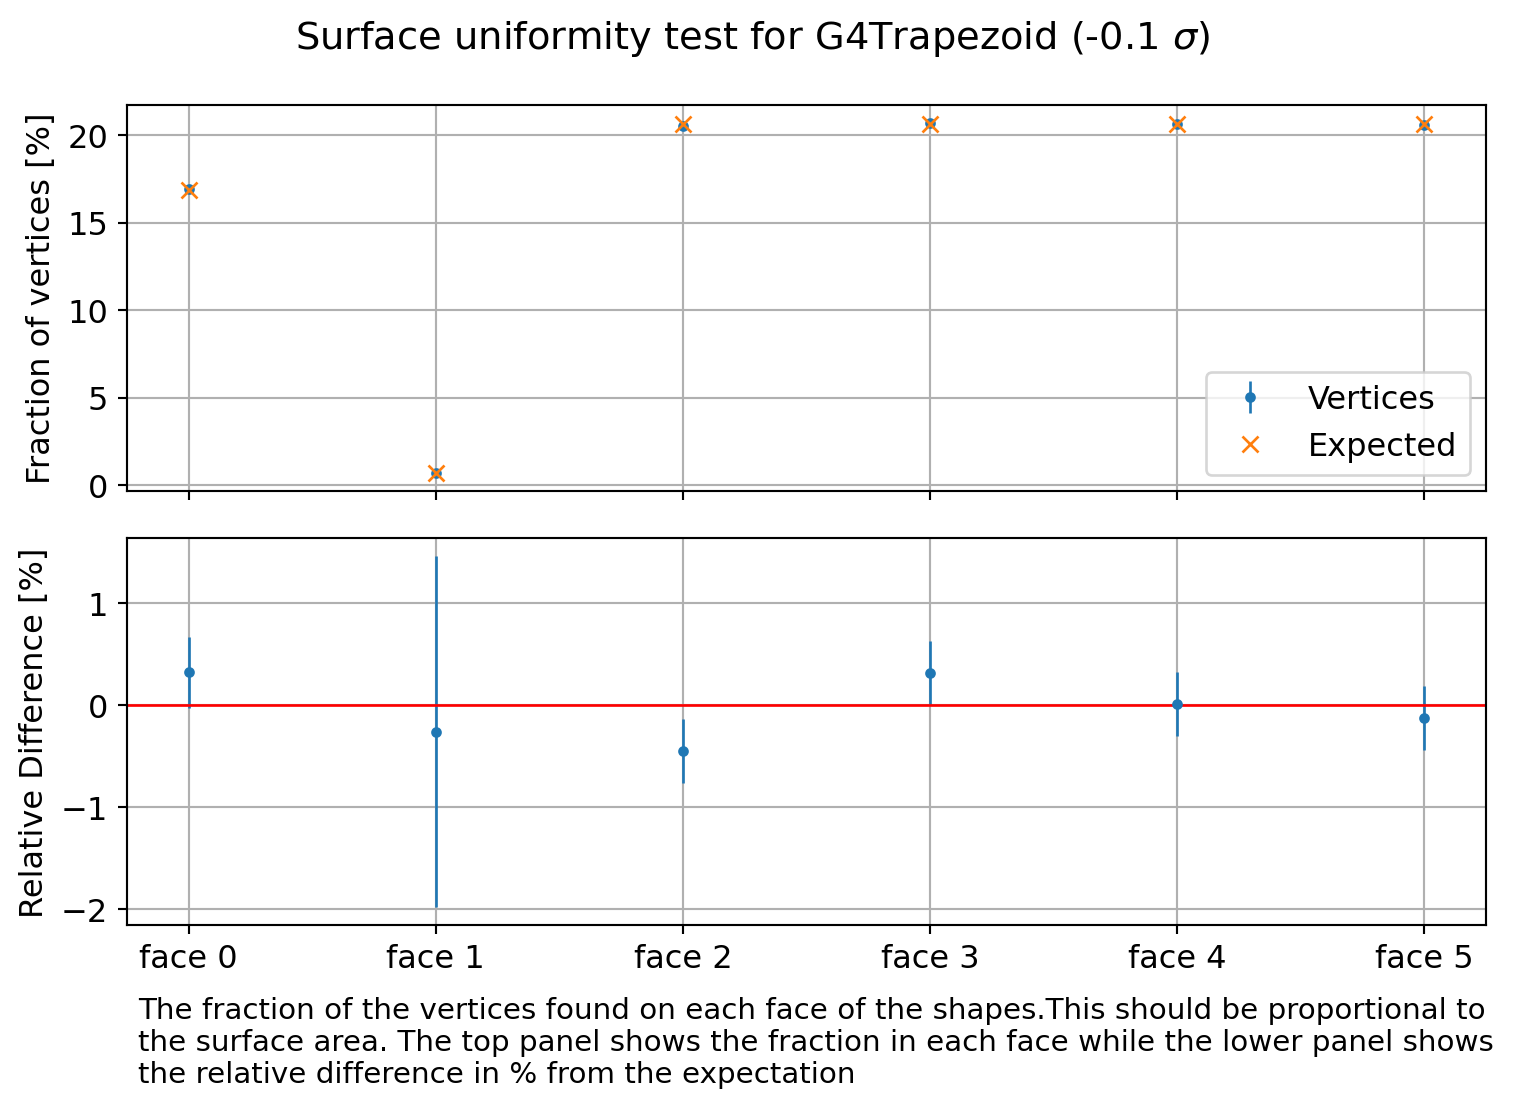 Surface uniformity test for G4Trapezoid (-0.1 σ)
Fraction of vertices [%]
20
15
10
5
0
Vertices
Expected
Relative Difference [%]
1
0
−1
−2
face 0 face 1 face 2 face 3 face 4 face 5
The fraction of the vertices found on each face of the shapes.This should be proportional to
the surface area. The top panel shows the fraction in each face while the lower panel shows
the relative difference in % from the expectation